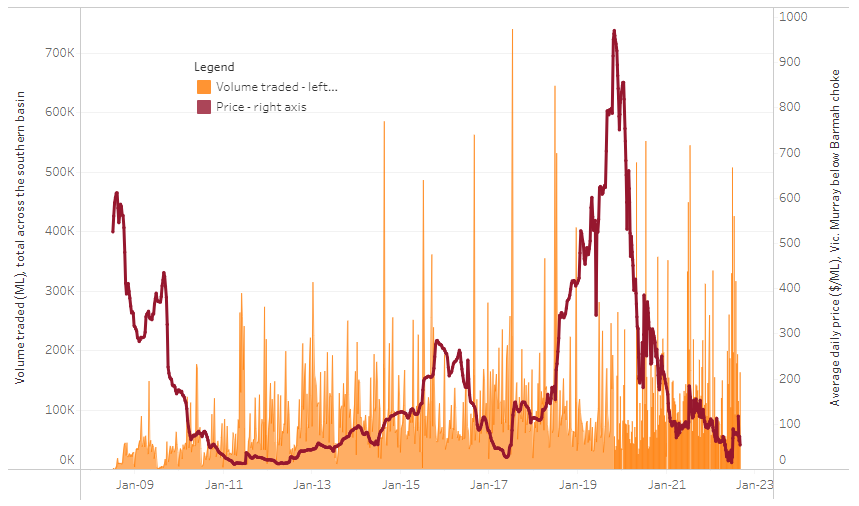 Volume traded (ML), total across the southern basin
700K
600K
500K
400K
300K
200K
100K
0K
Legend
Volume traded - left...
Price - right axis
1000
900
800
700
600
500
400
300
200
100
0
Average daily price ($/ML), Vic. Murray below Barmah choke
Jan-09
Jan-11
Jan-13
Jan-15
Jan-17
Jan-19
Jan-21
Jan-23